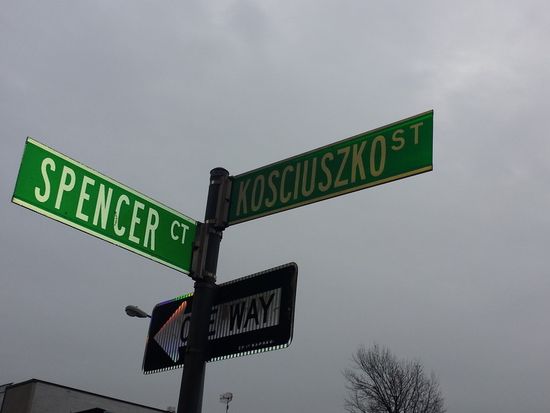 SPENCER CT
KOSCIUSZKO ST
ONE WAY